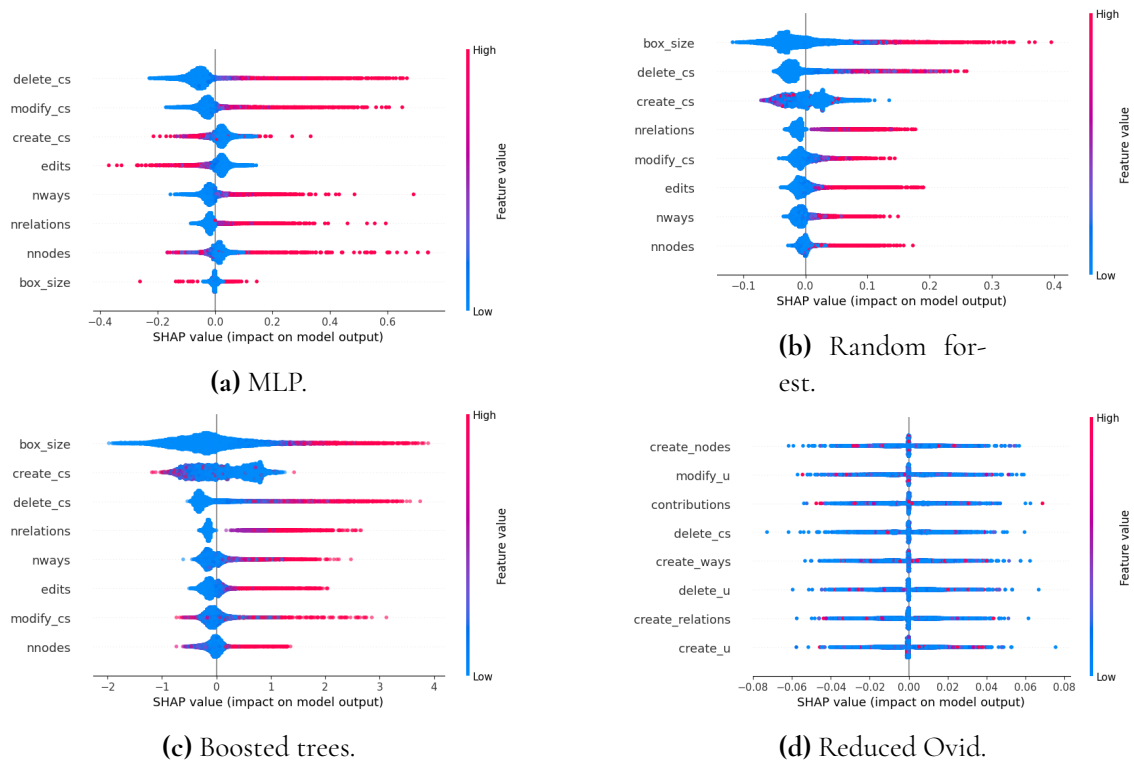 High
delete_cs
modify_cs
create_cs
edits
nways
nrelations
nnodes
box_size
Feature value
Low
−0.4 −0.2 0.0 0.2 0.4 0.6
SHAP value (impact on model output)
(a) MLP.
High
box_size
delete_cs
create_cs
nrelations
modify_cs
edits
nways
nnodes
Feature value
Low
−0.1 0.0 0.1 0.2 0.3 0.4
SHAP value (impact on model output)
(b) Random for-
est.
High
box_size
create_cs
delete_cs
nrelations
nways
edits
modify_cs
nnodes
Feature value
Low
−2 −1 0 1 2 3 4
SHAP value (impact on model output)
(c) Boosted trees.
High
create_nodes
modify_u
contributions
delete_cs
create_ways
delete_u
create_relations
create_u
Feature value
Low
−0.08 −0.06 −0.04 −0.02 0.00 0.02 0.04 0.06 0.08
SHAP value (impact on model output)
(d) Reduced Ovid.